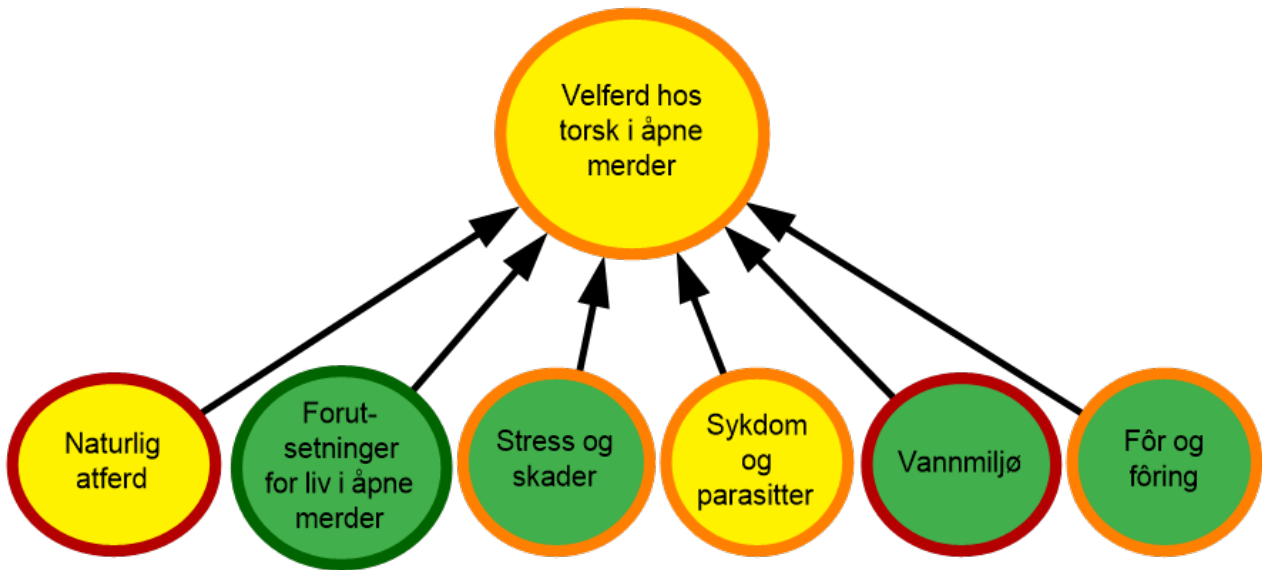 Velferd hos
torsk i åpne
merder
Naturlig
atferd
Forut-
setninger
for liv i åpne
merder
Stress og
skader
Sykdom
og
parasitter
Vannmiljø
Fôr og
fôring